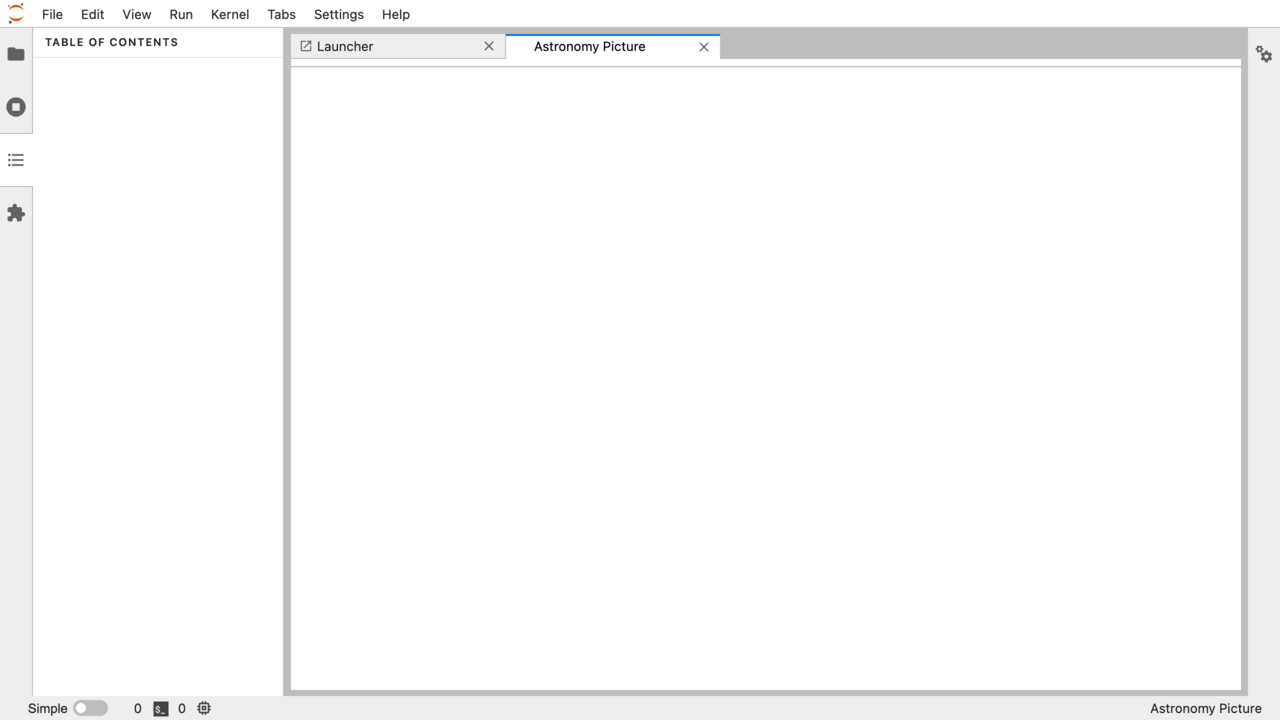 File Edit View Run Kernel Tabs Settings Help
TABLE OF CONTENTS
Launcher
Astronomy Picture
Simple 0 $_ 0 Astronomy Picture